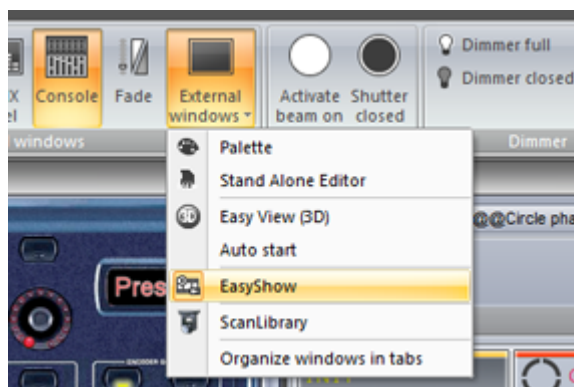 Dimmer full
Dimmer closed
Console
Fade
External
windows
Activate
beam on
Shutter
closed
windows
Dimmer
Palette
Stand Alone Editor
3D
Easy View (3D)
@@Circle pha
Auto start
Pres
EasyShow
ScanLibrary
Organize windows in tabs